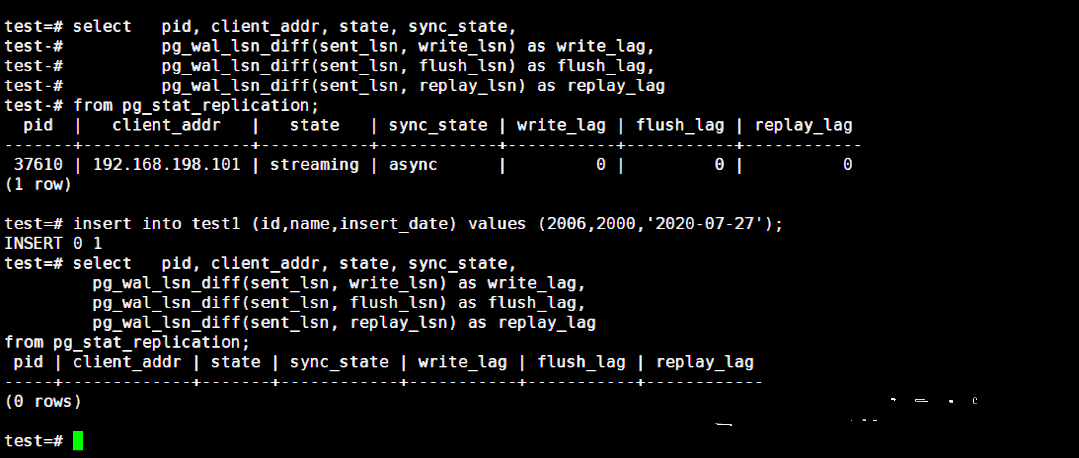 test=# select   pid, client_addr, state, sync_state,
test-#          pg_wal_lsn_diff(sent_lsn, write_lsn) as write_lag,
test-#          pg_wal_lsn_diff(sent_lsn, flush_lsn) as flush_lag,
test-#          pg_wal_lsn_diff(sent_lsn, replay_lsn) as replay_lag
test-# from pg_stat_replication;
  pid  |   client_addr   |   state   | sync_state | write_lag | flush_lag | replay_lag
-------+-----------------+-----------+------------+-----------+-----------+------------
 37610 | 192.168.198.101 | streaming | async      |         0 |         0 |          0
(1 row)
test=# insert into test1 (id,name,insert_date) values (2006,2000,'2020-07-27');
INSERT 0 1
test=# select   pid, client_addr, state, sync_state,
         pg_wal_lsn_diff(sent_lsn, write_lsn) as write_lag,
         pg_wal_lsn_diff(sent_lsn, flush_lsn) as flush_lag,
         pg_wal_lsn_diff(sent_lsn, replay_lsn) as replay_lag
from pg_stat_replication;
 pid | client_addr | state | sync_state | write_lag | flush_lag | replay_lag
-----+-------------+-------+------------+-----------+-----------+------------
(0 rows)
test=#